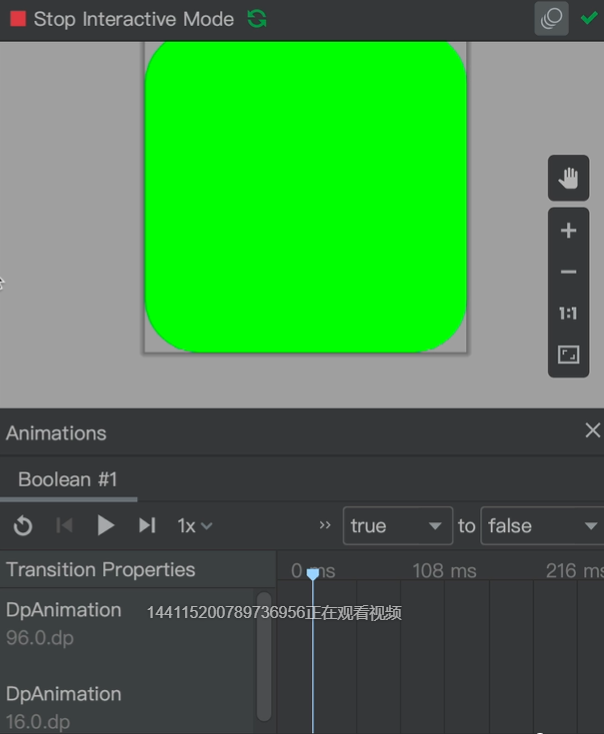 Stop Interactive Mode
1:1
Animations
Boolean #1
1x
true
to
false
Transition Properties
0 ms
108 ms
216 ms
DpAnimation
144115200789736956正在观看视频
96.0.dp
DpAnimation
16.0.dp